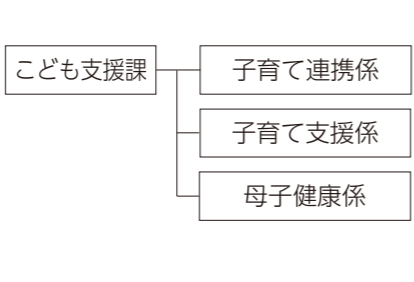 こども支援課
子育て連携係
子育て支援係
母子健康係